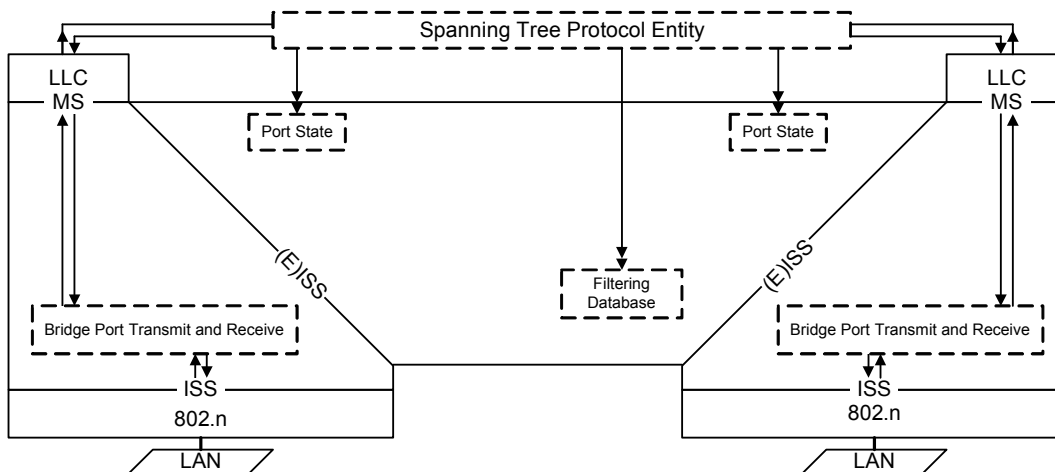 Spanning Tree Protocol Entity
LLC
MS
LLC
MS
Port State
Port State
(E)ISS
(E)ISS
Filtering
Database
Bridge Port Transmit and Receive
Bridge Port Transmit and Receive
ISS
ISS
802.n
802.n
LAN
LAN